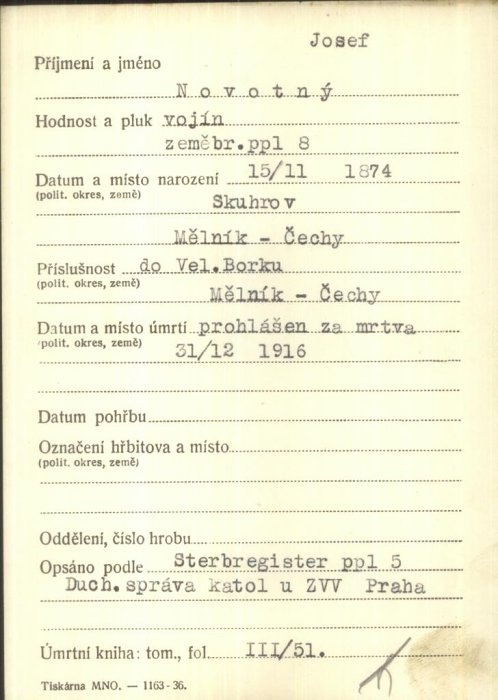 Josef
Příjmení a jméno
Novotný
Hodnost a pluk vojín
zeměbr.ppl 8
Datum a místo narození 15/11 1874
(polit. okres, země)
Skuhrov
Mělník - Čechy
Příslušnost do Vel.Borku
(polit. okres, země)
Mělník - Čechy
Datum a místo úmrtí prohlášen za mrtva
(polit. okres, země)
31/12 1916
Datum pohřbu
Označení hřbitova a místo
(polit. okres, země)
Oddělení, číslo hrobu
Opsáno podle Sterbregister ppl 5
Duch.správa katol u ZVV Praha
Úmrtní kniha: tom., fol. III/51.
Tiskárna MNO. — 1163-36.